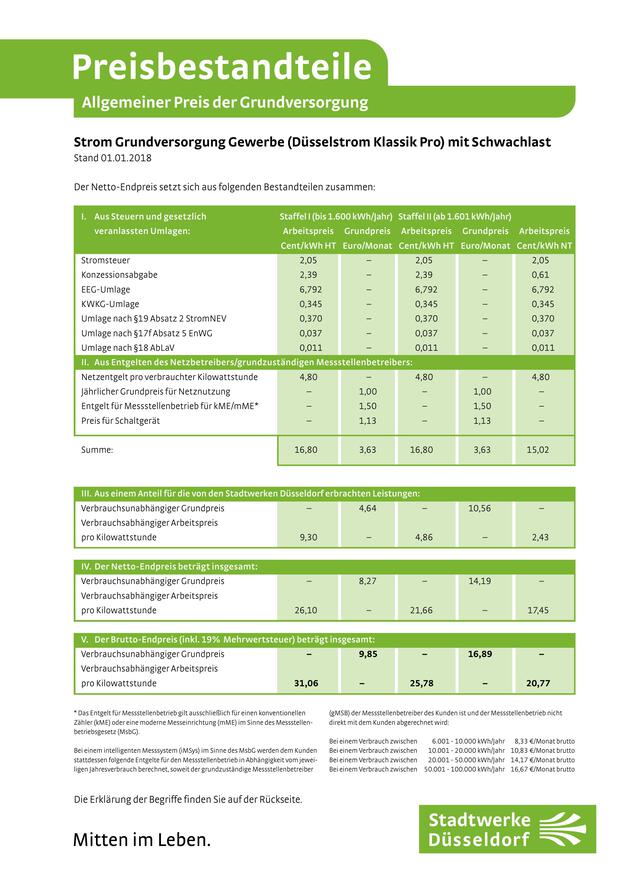 Preisbestandteile
Allgemeiner Preis der Grundversorgung
Strom Grundversorgung Gewerbe (Düsselstrom Klassik Pro) mit Schwachlast
Stand 01.01.2018
Der Netto-Endpreis setzt sich aus folgenden Bestandteilen zusammen:
I. Aus Steuern und gesetzlich Staffel I (bis 1.600 kWh/Jahr) Staffel II (ab 1.601 kWh/Jahr)
veranlassten Umlagen: Arbeitspreis Grundpreis Arbeitspreis Grundpreis Arbeitspreis
Cent/kWh HT Euro/Monat Cent/kWh HT Euro/Monat Cent/kWh NT
Stromsteuer 2,05 – 2,05 – 2,05
Konzessionsabgabe 2,39 – 2,39 – 0,61
EEG-Umlage 6,792 – 6,792 – 6,792
KWKG-Umlage 0,345 – 0,345 – 0,345
Umlage nach §19 Absatz 2 StromNEV 0,370 – 0,370 – 0,370
Umlage nach §17f Absatz 5 EnWG 0,037 – 0,037 – 0,037
Umlage nach §18 AbLaV 0,011 – 0,011 – 0,011
II. Aus Entgelten des Netzbetreibers/grundzuständigen Messstellenbetreibers:
Netzentgelt pro verbrauchter Kilowattstunde 4,80 – 4,80 – 4,80
Jährlicher Grundpreis für Netznutzung – 1,00 – 1,00 –
Entgelt für Messstellenbetrieb für kME/mME* – 1,50 – 1,50 –
Preis für Schaltgerät – 1,13 – 1,13 –
Summe: 16,80 3,63 16,80 3,63 15,02
III. Aus einem Anteil für die von den Stadtwerken Düsseldorf erbrachten Leistungen:
Verbrauchsunabhängiger Grundpreis – 4,64 – 10,56 –
Verbrauchsabhängiger Arbeitspreis
pro Kilowattstunde 9,30 – 4,86 – 2,43
IV. Der Netto-Endpreis beträgt insgesamt:
Verbrauchsunabhängiger Grundpreis – 8,27 – 14,19 –
Verbrauchsabhängiger Arbeitspreis
pro Kilowattstunde 26,10 – 21,66 – 17,45
V. Der Brutto-Endpreis (inkl. 19% Mehrwertsteuer) beträgt insgesamt:
Verbrauchsunabhängiger Grundpreis – 9,85 – 16,89 –
Verbrauchsabhängiger Arbeitspreis
pro Kilowattstunde 31,06 – 25,78 – 20,77
* Das Entgelt für Messstellenbetrieb gilt ausschließlich für einen konventionellen
Zähler (kME) oder eine moderne Messeinrichtung (mME) im Sinne des Messstellen-
betriebsgesetz (MsbG).
Bei einem intelligenten Messsystem (iMSys) im Sinne des MsbG werden dem Kunden
stattdessen folgende Entgelte für den Messstellenbetrieb in Abhängigkeit vom jewei-
ligen Jahresverbrauch berechnet, soweit der grundzuständige Messstellenbetreiber
(gMSB) der Messstellenbetreiber des Kunden ist und der Messstellenbetrieb nicht
direkt mit dem Kunden abgerechnet wird:
Bei einem Verbrauch zwischen 6.001 - 10.000 kWh/Jahr 8,33 €/Monat brutto
Bei einem Verbrauch zwischen 10.001 - 20.000 kWh/Jahr 10,83 €/Monat brutto
Bei einem Verbrauch zwischen 20.001 - 50.000 kWh/Jahr 14,17 €/Monat brutto
Bei einem Verbrauch zwischen 50.001 - 100.000 kWh/Jahr 16,67 €/Monat brutto
Die Erklärung der Begriffe finden Sie auf der Rückseite.
Mitten im Leben.
Stadtwerke
Düsseldorf